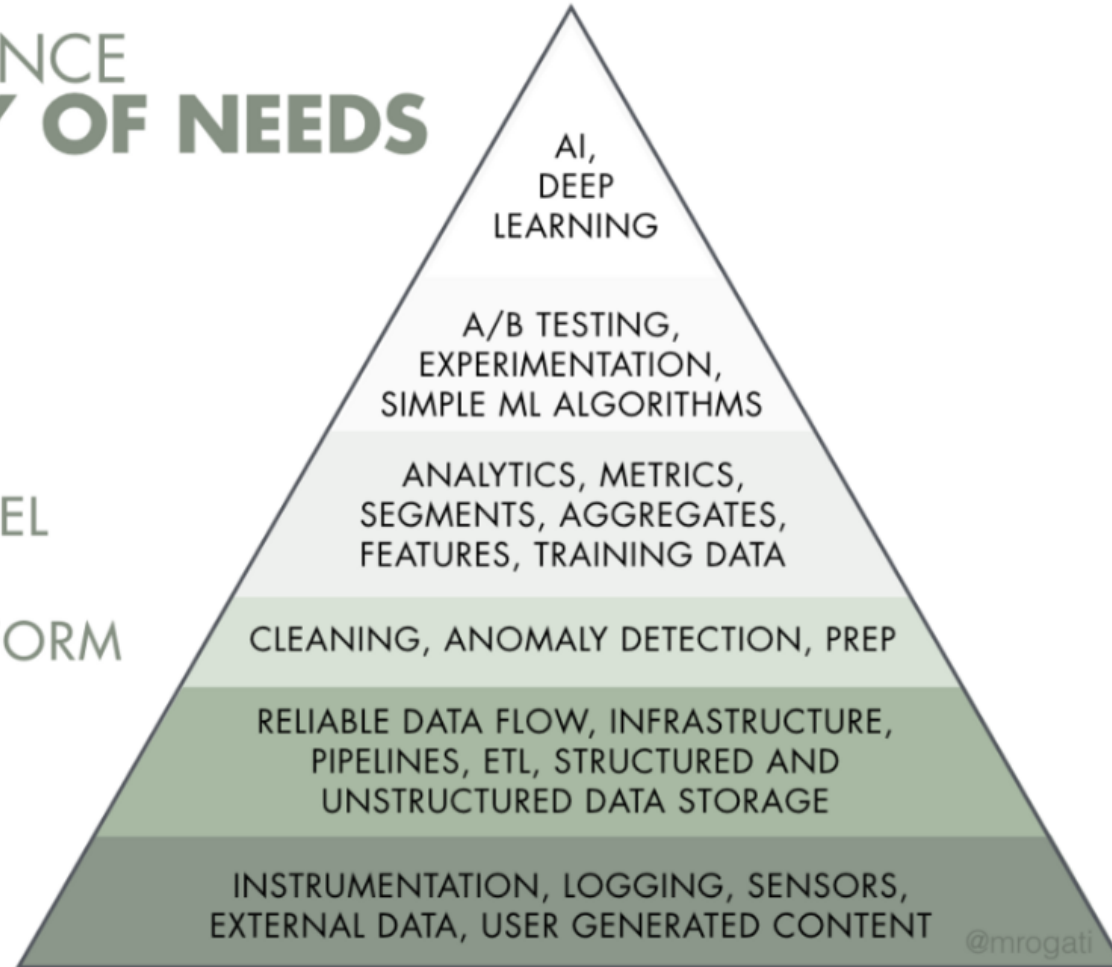 NCE
Y OF NEEDS
AI,
DEEP
LEARNING
A/B TESTING,
EXPERIMENTATION,
SIMPLE ML ALGORITHMS
EL
ANALYTICS, METRICS,
SEGMENTS, AGGREGATES,
FEATURES, TRAINING DATA
ORM
CLEANING, ANOMALY DETECTION, PREP
RELIABLE DATA FLOW, INFRASTRUCTURE,
PIPELINES, ETL, STRUCTURED AND
UNSTRUCTURED DATA STORAGE
INSTRUMENTATION, LOGGING, SENSORS,
EXTERNAL DATA, USER GENERATED CONTENT
@mrogati